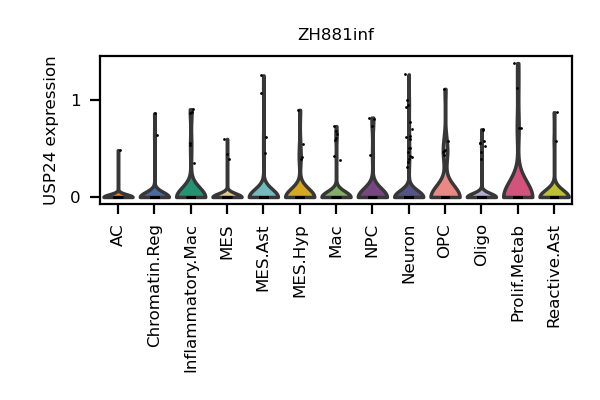 ZH881inf
USP24 expression
1
0
AC
Chromatin.Reg
Inflammatory.Mac
MES
MES.Ast
MES.Hyp
Mac
NPC
Neuron
OPC
Oligo
Prolif.Metab
Reactive.Ast